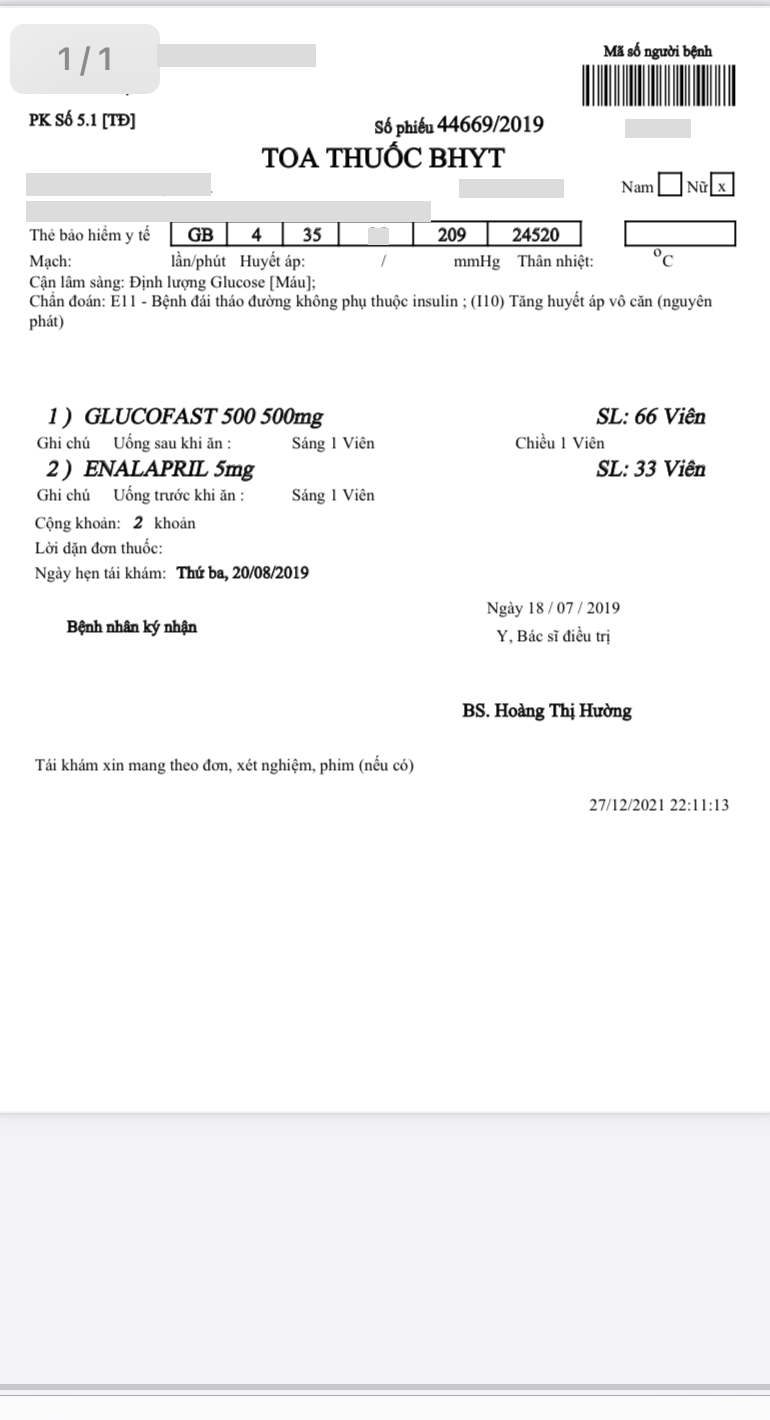 1/1
Mã số người bệnh
PK Số 5.1 [TĐ]
Số phiếu 44669/2019
TOA THUỐC BHYT
Nam Nữ x
Thẻ bảo hiểm y tế GB 4 35 209 24520
Mạch: lần/phút Huyết áp: / mmHg Thân nhiệt: °C
Cận lâm sàng: Định lượng Glucose [Máu];
Chẩn đoán: E11 - Bệnh đái tháo đường không phụ thuộc insulin ; (I10) Tăng huyết áp vô căn (nguyên
phát)
1 ) GLUCOFAST 500 500mg SL: 66 Viên
Ghi chú Uống sau khi ăn : Sáng 1 Viên Chiều 1 Viên
2 ) ENALAPRIL 5mg SL: 33 Viên
Ghi chú Uống trước khi ăn : Sáng 1 Viên
Cộng khoản: 2 khoản
Lời dặn đơn thuốc:
Ngày hẹn tái khám: Thứ ba, 20/08/2019
Ngày 18 / 07 / 2019
Bệnh nhân ký nhận
Y, Bác sĩ điều trị
BS. Hoàng Thị Hường
Tái khám xin mang theo đơn, xét nghiệm, phim (nếu có)
27/12/2021 22:11:13